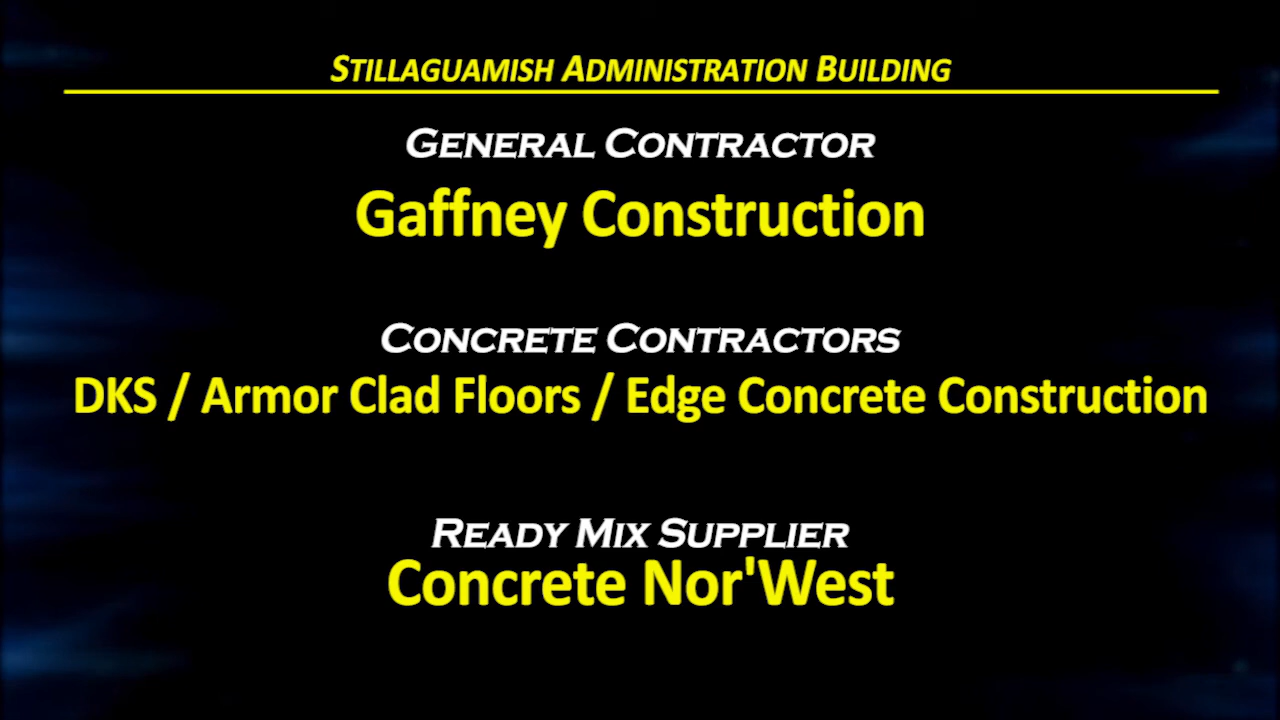 STILLAGUAMISH ADMINISTRATION BUILDING
GENERAL CONTRACTOR
Gaffney Construction
CONCRETE CONTRACTORS
DKS / Armor Clad Floors / Edge Concrete Construction
READY MIX SUPPLIER
Concrete Nor'West